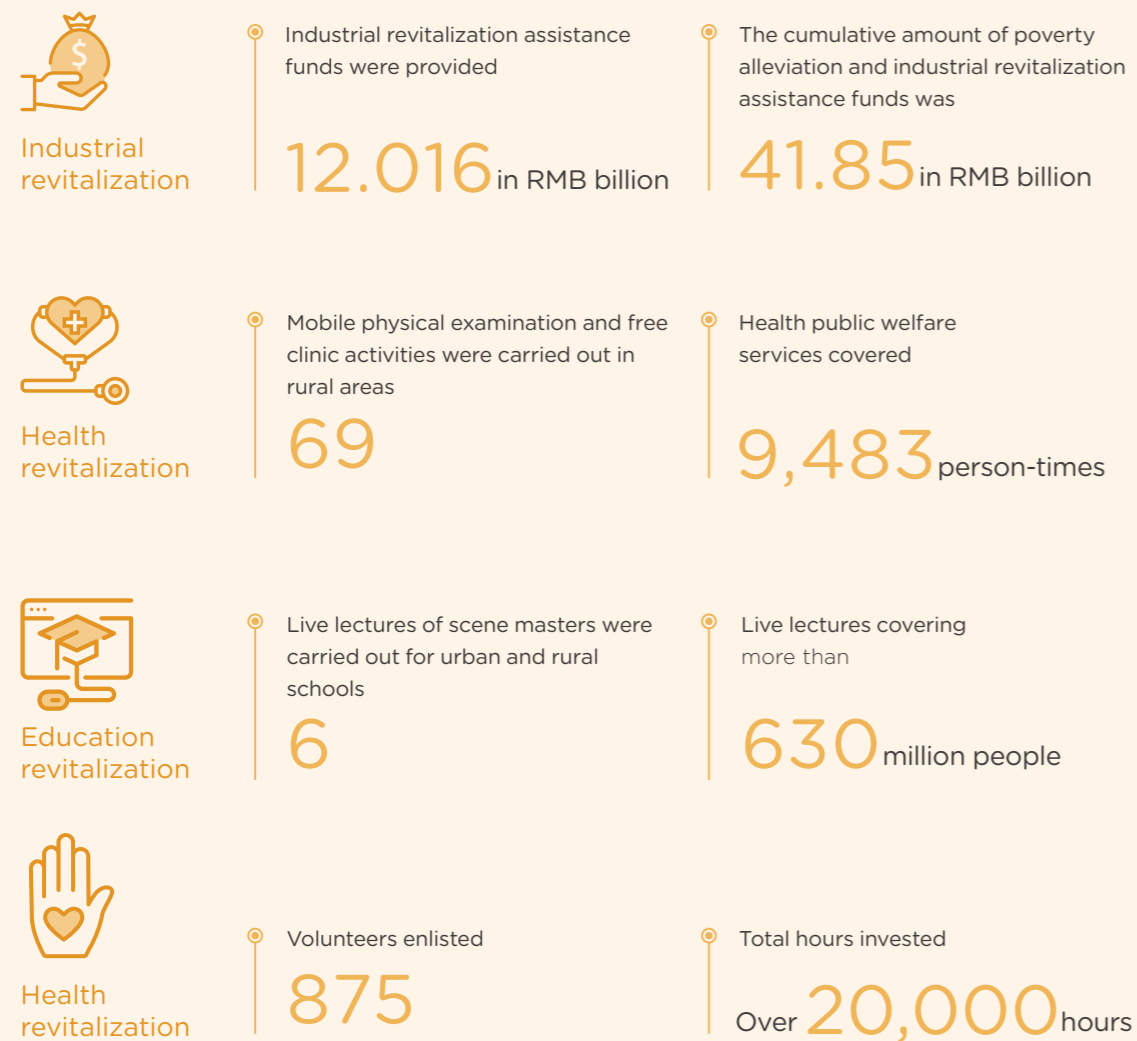 $
Industrial
revitalization
Industrial revitalization assistance
funds were provided
12.016 in RMB billion
The cumulative amount of poverty
alleviation and industrial revitalization
assistance funds was
41.85 in RMB billion
Health
revitalization
Mobile physical examination and free
clinic activities were carried out in
rural areas
69
Health public welfare
services covered
9,483 person-times
Education
revitalization
Live lectures of scene masters were
carried out for urban and rural
schools
6
Live lectures covering
more than
630 million people
Health
revitalization
Volunteers enlisted
875
Total hours invested
Over 20,000 hours